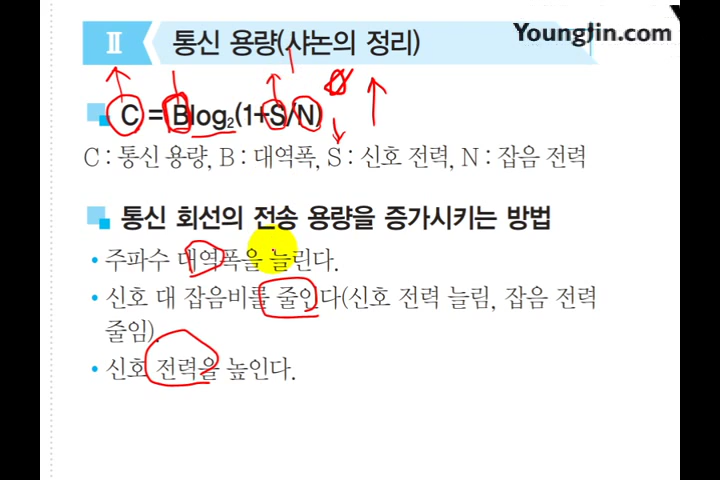 Youngjin.com
Ⅱ 통신 용량(샤논의 정리)
C = Blog₂(1+S/N)
C : 통신 용량, B : 대역폭, S : 신호 전력, N : 잡음 전력
통신 회선의 전송 용량을 증가시키는 방법
• 주파수 대역폭을 늘린다.
• 신호 대 잡음비를 줄인다(신호 전력 늘림, 잡음 전력
줄임).
• 신호 전력을 높인다.